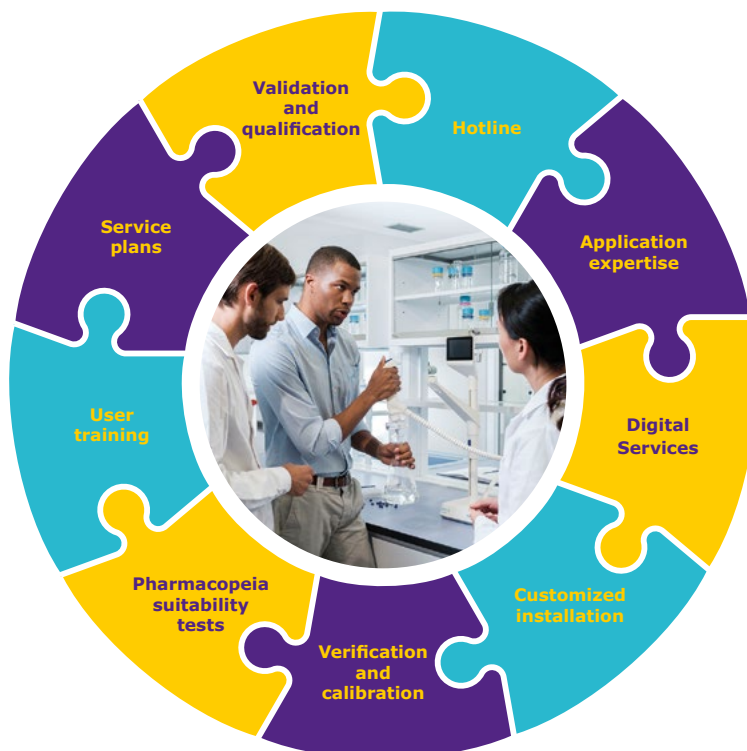 Validation
and
qualification
Hotline
Application
expertise
Digital
Services
Customized
installation
Verification
and
calibration
Pharmacopeia
suitability
tests
User
training
Service
plans